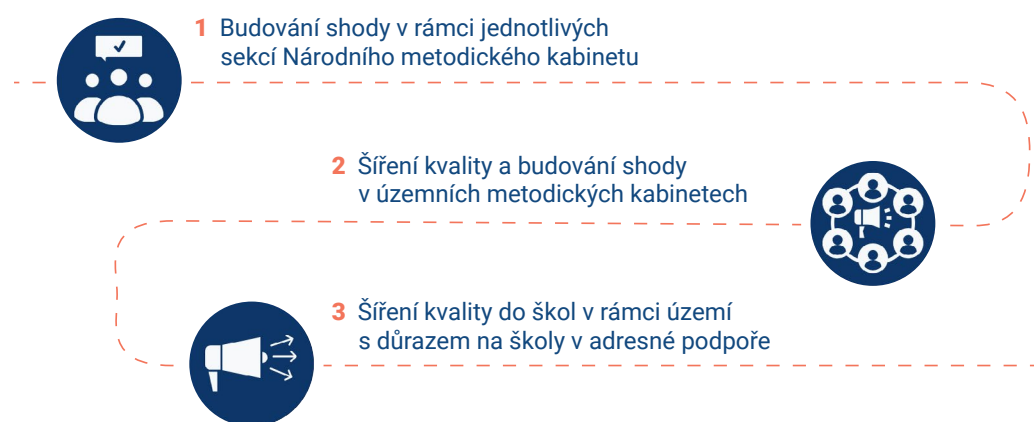 1 Budování shody v rámci jednotlivých
sekcí Národního metodického kabinetu
2 Šíření kvality a budování shody
v územních metodických kabinetech
3 Šíření kvality do škol v rámci území
s důrazem na školy v adresné podpoře